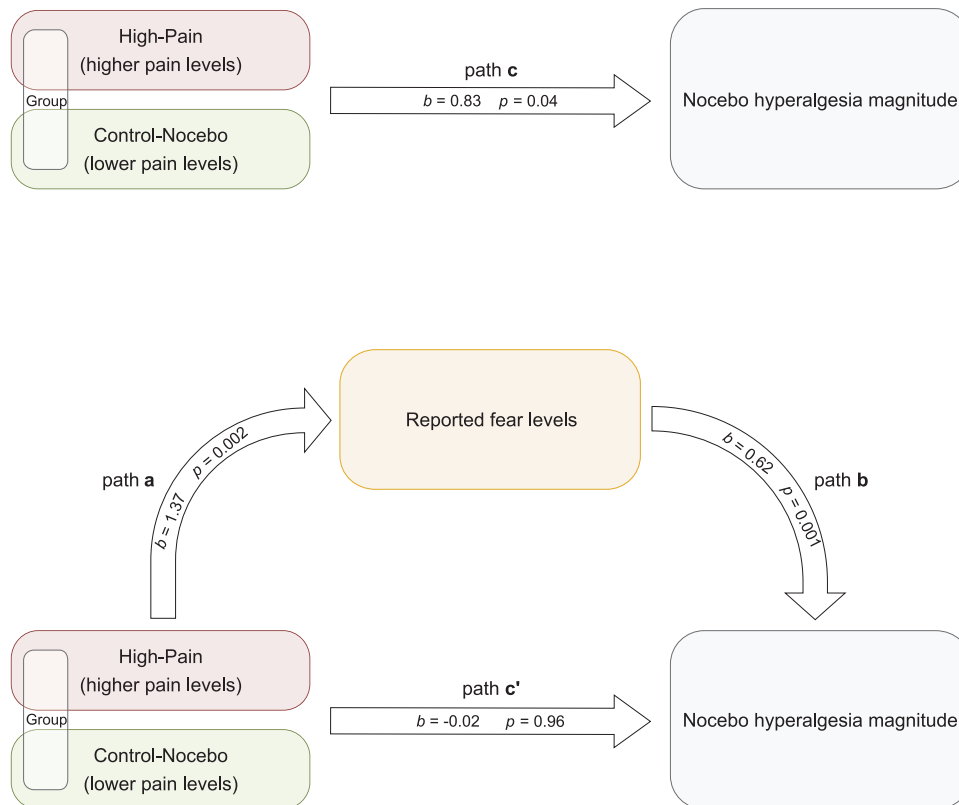 High-Pain
(higher pain levels)
Group
Control-Nocebo
(lower pain levels)
path c
b = 0.83 p = 0.04
Nocebo hyperalgesia magnitude
Reported fear levels
path a
b = 1.37 p = 0.002
b = 0.62 p = 0.001
path b
High-Pain
(higher pain levels)
Group
Control-Nocebo
(lower pain levels)
path c'
b = -0.02 p = 0.96
Nocebo hyperalgesia magnitude